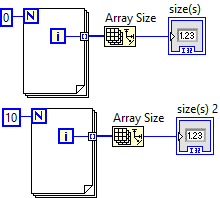 size(s)
Array Size
0 N
i
1.23
I32
size(s) 2
Array Size
10 N
i
1.23
I32